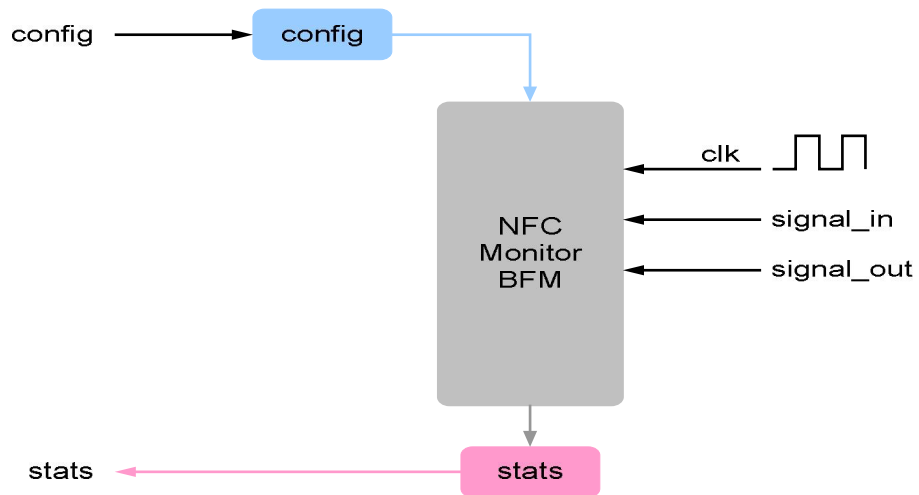 config
config
clk
signal_in
signal_out
NFC
Monitor
BFM
stats
stats